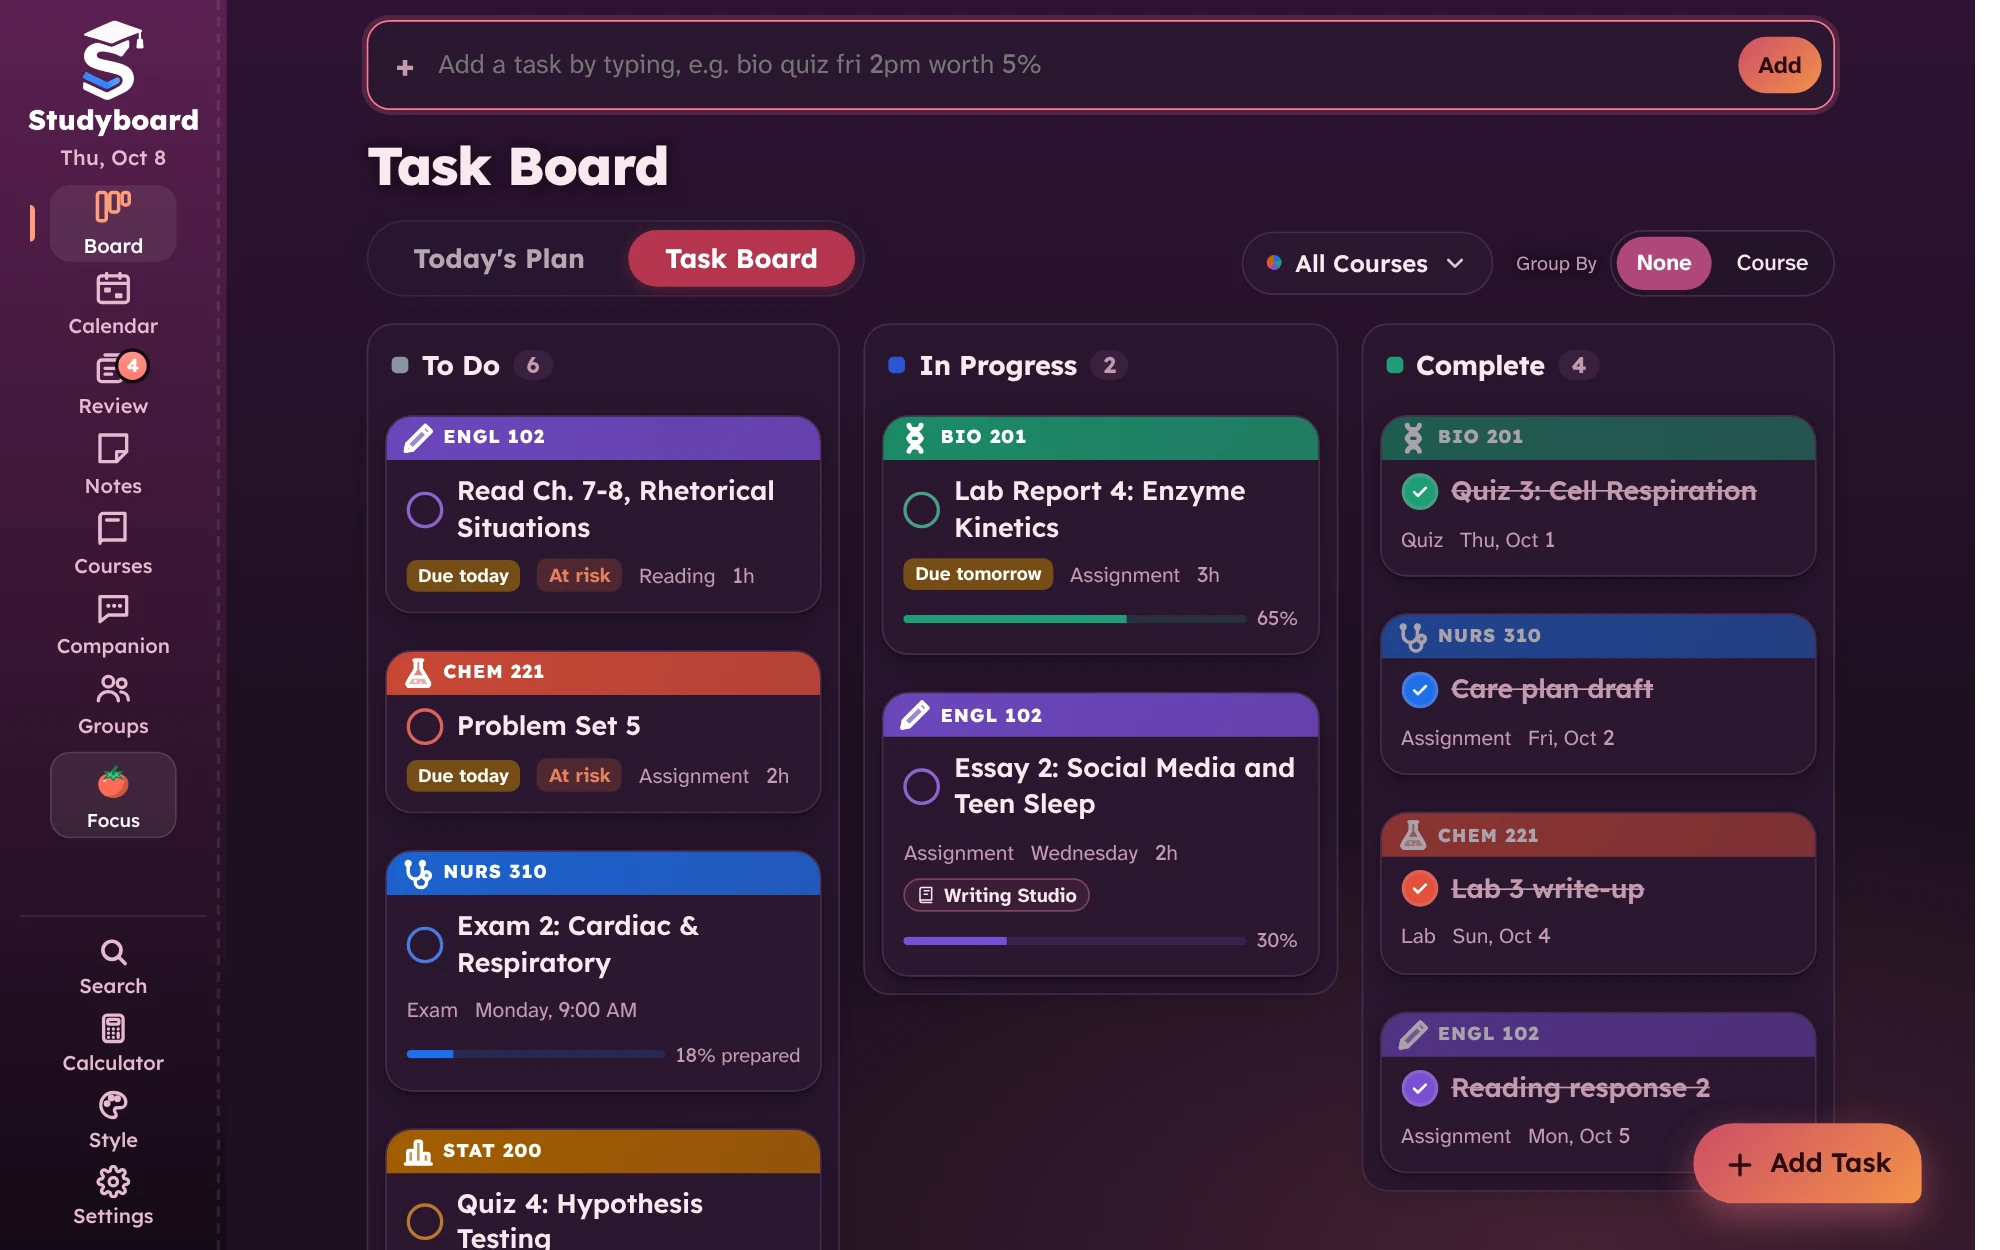 Studyboard
Thu, Oct 8
Board
Calendar
4
Review
Notes
Courses
Companion
Groups
Focus
Search
Calculator
Style
Settings
+ Add a task by typing, e.g. bio quiz fri 2pm worth 5%
Add
Task Board
Today's Plan
Task Board
All Courses
Group By
None
Course
To Do 6
ENGL 102
Read Ch. 7-8, Rhetorical
Situations
Due today At risk Reading 1h
CHEM 221
Problem Set 5
Due today At risk Assignment 2h
NURS 310
Exam 2: Cardiac &
Respiratory
Exam Monday, 9:00 AM
18% prepared
STAT 200
Quiz 4: Hypothesis
Testing
In Progress 2
BIO 201
Lab Report 4: Enzyme
Kinetics
Due tomorrow Assignment 3h
65%
ENGL 102
Essay 2: Social Media and
Teen Sleep
Assignment Wednesday 2h
Writing Studio
30%
Complete 4
BIO 201
Quiz 3: Cell Respiration
Quiz Thu, Oct 1
NURS 310
Care plan draft
Assignment Fri, Oct 2
CHEM 221
Lab 3 write-up
Lab Sun, Oct 4
ENGL 102
Reading response 2
Assignment Mon, Oct 5
+ Add Task